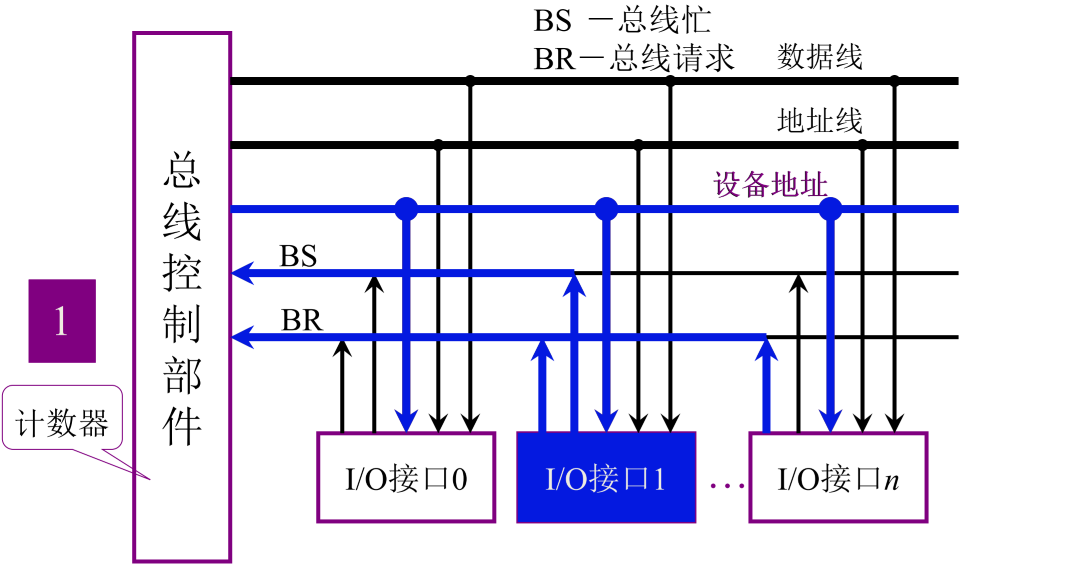 BS －总线忙
BR－总线请求
数据线
地址线
设备地址
BS
BR
总线控制部件
1
计数器
I/O接口0
I/O接口1
…
I/O接口n